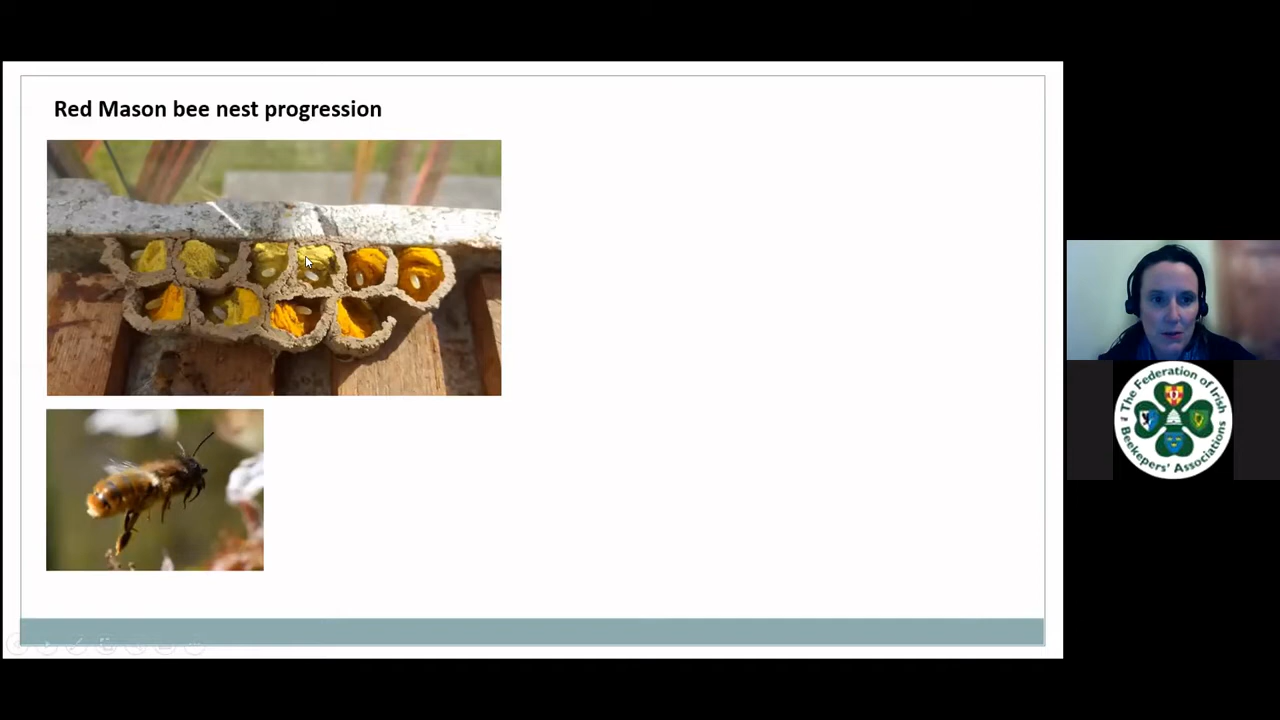 Red Mason bee nest progression
The Federation of Irish
Beekepers' Associations